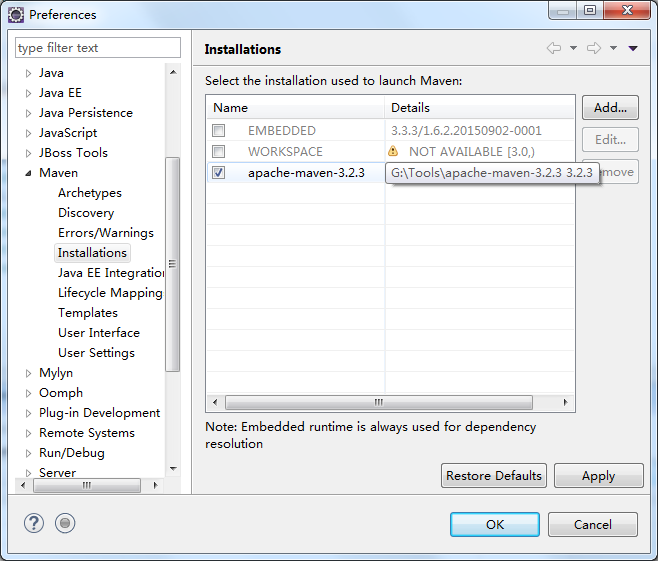 Preferences
type filter text
Java
Java EE
Java Persistence
JavaScript
JBoss Tools
Maven
Archetypes
Discovery
Errors/Warnings
Installations
Java EE Integration
Lifecycle Mappings
Templates
User Interface
User Settings
Mylyn
Oomph
Plug-in Development
Remote Systems
Run/Debug
Server
Installations
Select the installation used to launch Maven:
Name Details
EMBEDDED 3.3.3/1.6.2.20150902-0001
WORKSPACE NOT AVAILABLE [3.0,)
apache-maven-3.2.3 G:\Tools\apache-maven-3.2.3 3.2.3
Add...
Edit...
move
Note: Embedded runtime is always used for dependency
resolution
Restore Defaults Apply
OK Cancel